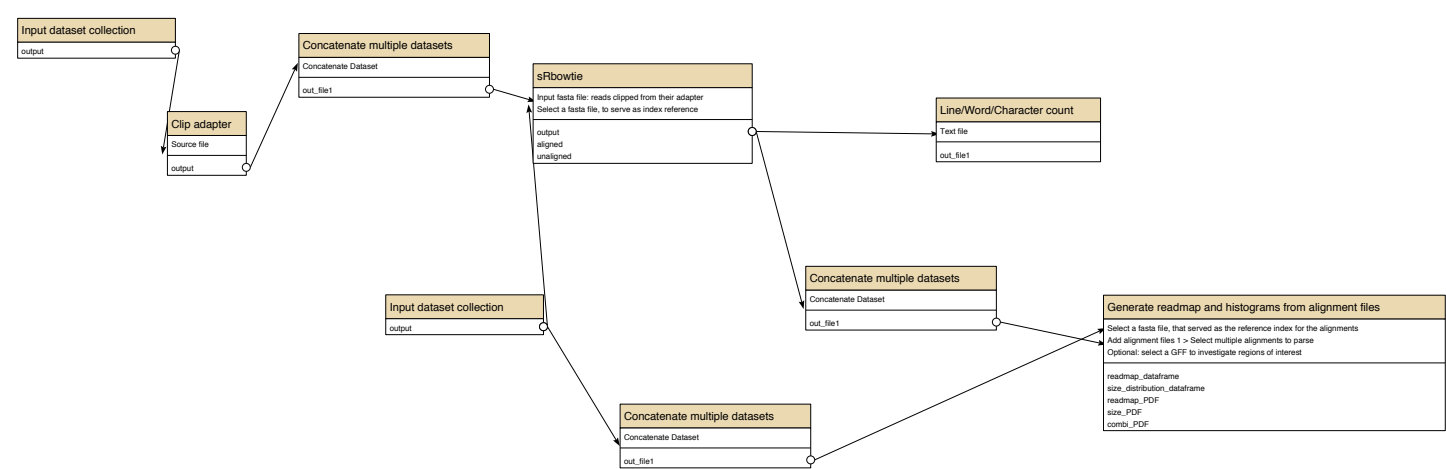 Input dataset collection
output
Clip adapter
Source file
output
Concatenate multiple datasets
Concatenate Dataset
out_file1
sRbowtie
Input fasta file: reads clipped from their adapter
Select a fasta file, to serve as index reference
output
aligned
unaligned
Line/Word/Character count
Text file
out_file1
Input dataset collection
output
Concatenate multiple datasets
Concatenate Dataset
out_file1
Concatenate multiple datasets
Concatenate Dataset
out_file1
Generate readmap and histograms from alignment files
Select a fasta file, that served as the reference index for the alignments
Add alignment files 1 > Select multiple alignments to parse
Optional: select a GFF to investigate regions of interest
readmap_dataframe
size_distribution_dataframe
readmap_PDF
size_PDF
combi_PDF